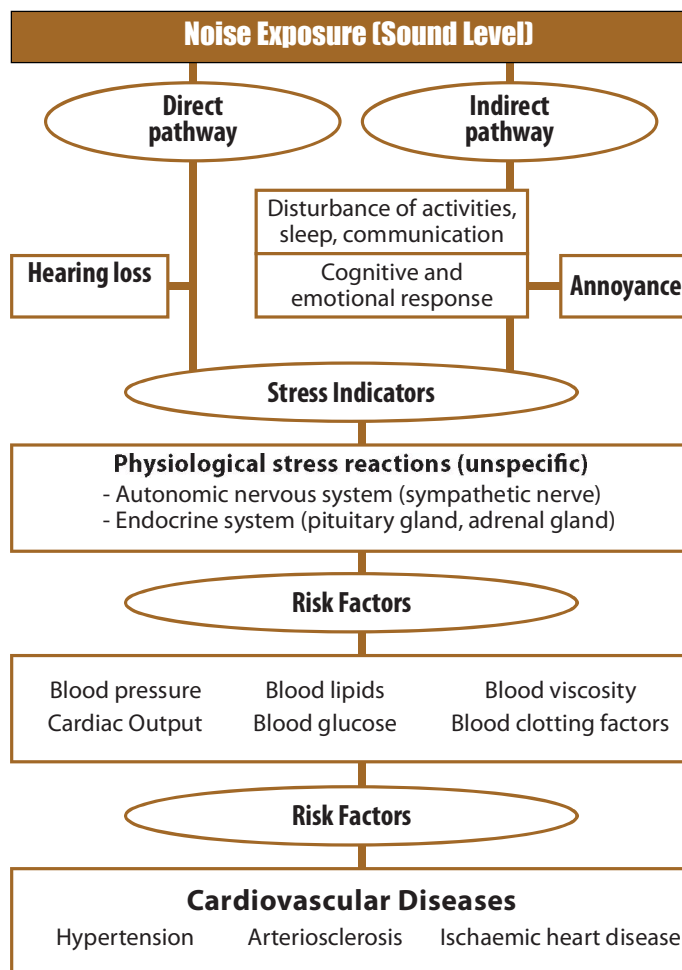 Noise Exposure (Sound Level)
Direct
pathway
Indirect
pathway
Disturbance of activities,
sleep, communication
Hearing loss
Cognitive and
emotional response
Annoyance
Stress Indicators
Physiological stress reactions (unspecific)
- Autonomic nervous system (sympathetic nerve)
- Endocrine system (pituitary gland, adrenal gland)
Risk Factors
Blood pressure Blood lipids Blood viscosity
Cardiac Output Blood glucose Blood clotting factors
Risk Factors
Cardiovascular Diseases
Hypertension Arteriosclerosis Ischaemic heart disease